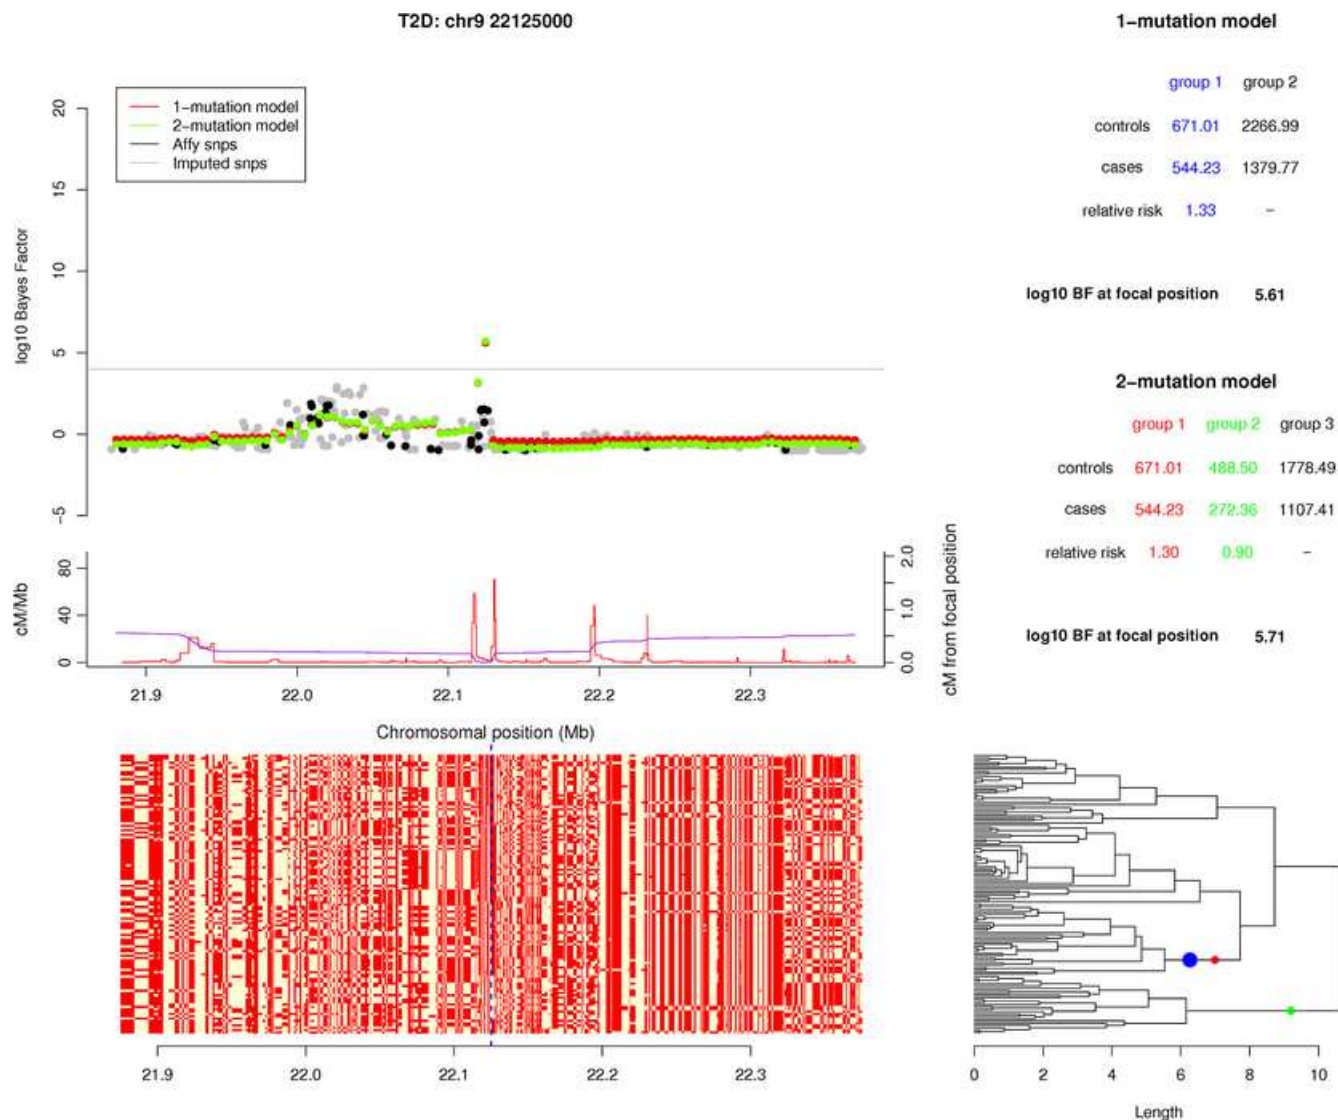 T2D: chr9 22125000
1−mutation model
2−mutation model
Affy snps
Imputed snps
log10 Bayes Factor
20
15
10
5
0
−5
cM/Mb
80
40
0
2.0
1.0
0.0
cM from focal position
21.9 22.0 22.1 22.2 22.3
Chromosomal position (Mb)
21.9 22.0 22.1 22.2 22.3
1−mutation model
group 1 group 2
controls 671.01 2266.99
cases 544.23 1379.77
relative risk 1.33 −
log10 BF at focal position 5.61
2−mutation model
group 1 group 2 group 3
controls 671.01 488.50 1778.49
cases 544.23 272.36 1107.41
relative risk 1.30 0.90 −
log10 BF at focal position 5.71
0 2 4 6 8 10
Length